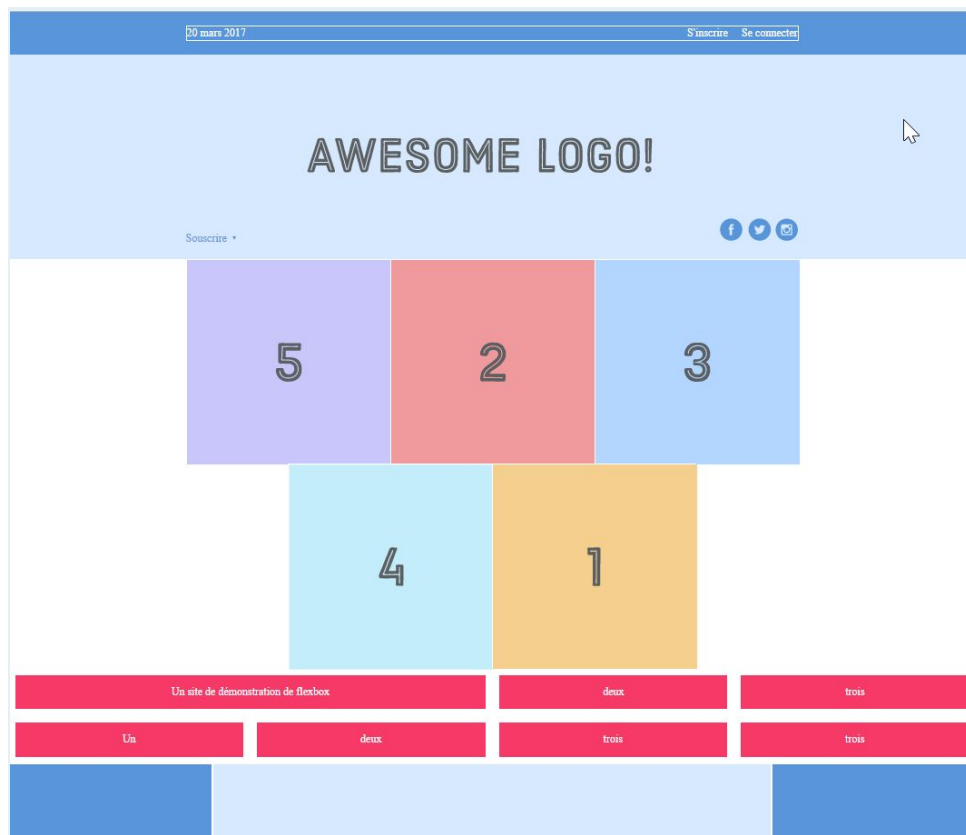 20 mars 2017 S'inscrire Se connecter
AWESOME LOGO!
Souscrire
5 2 3
4 1
Un site de démonstration de flexbox deux trois
Un deux trois trois